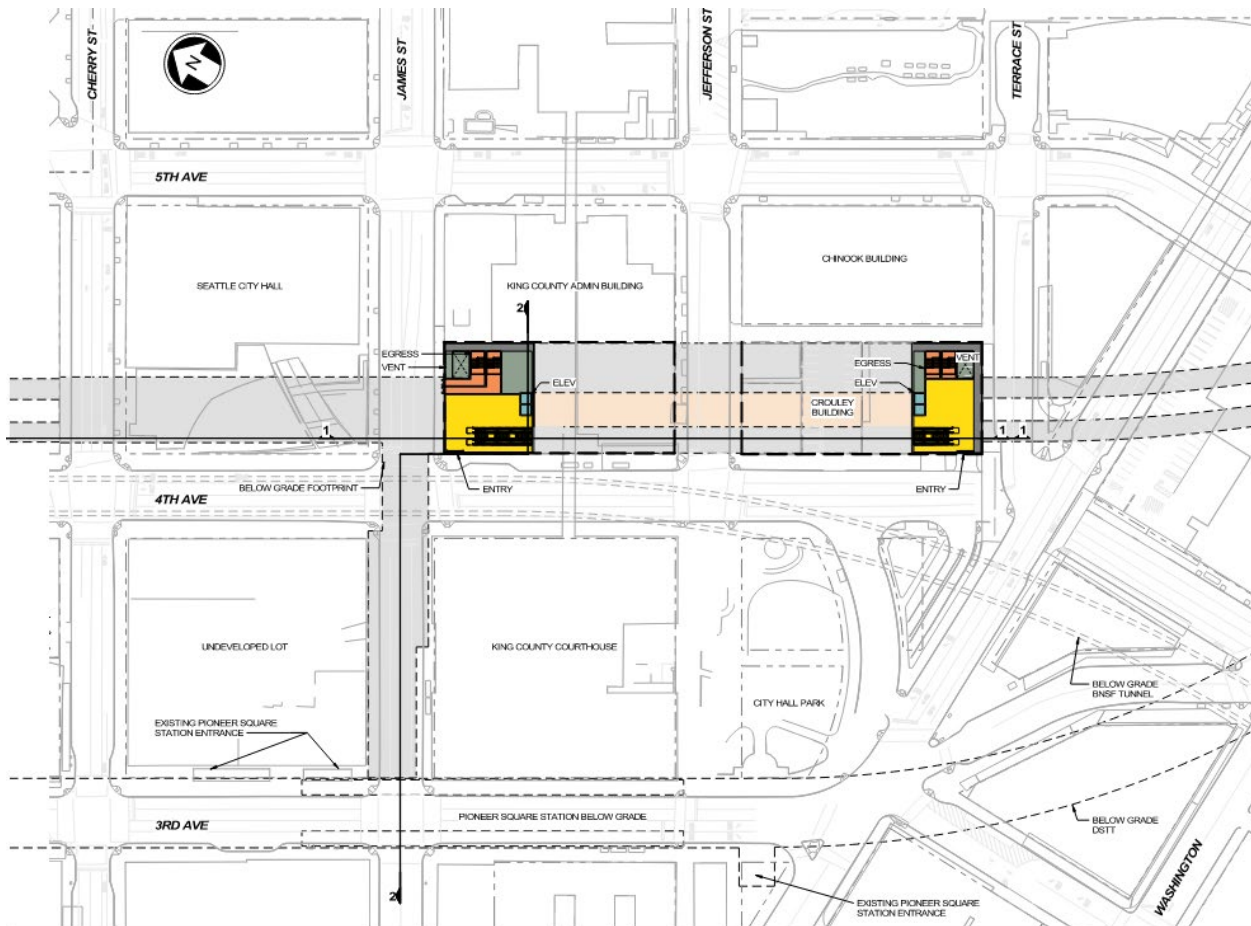 CHERRY ST
JAMES ST
JEFFERSON ST
TERRACE ST
N
5TH AVE
SEATTLE CITY HALL
KING COUNTY ADMIN BUILDING
CHINOOK BUILDING
2
EGRESS
VENT
ELEV
EGRESS
VENT
ELEV
CROULEY
BUILDING
1
1
1
BELOW GRADE FOOTPRINT
ENTRY
ENTRY
4TH AVE
UNDEVELOPED LOT
KING COUNTY COURTHOUSE
CITY HALL PARK
BELOW GRADE
BNSF TUNNEL
EXISTING PIONEER SQUARE
STATION ENTRANCE
3RD AVE
PIONEER SQUARE STATION BELOW GRADE
BELOW GRADE
DSTT
WASHINGTON
2
EXISTING PIONEER SQUARE
STATION ENTRANCE